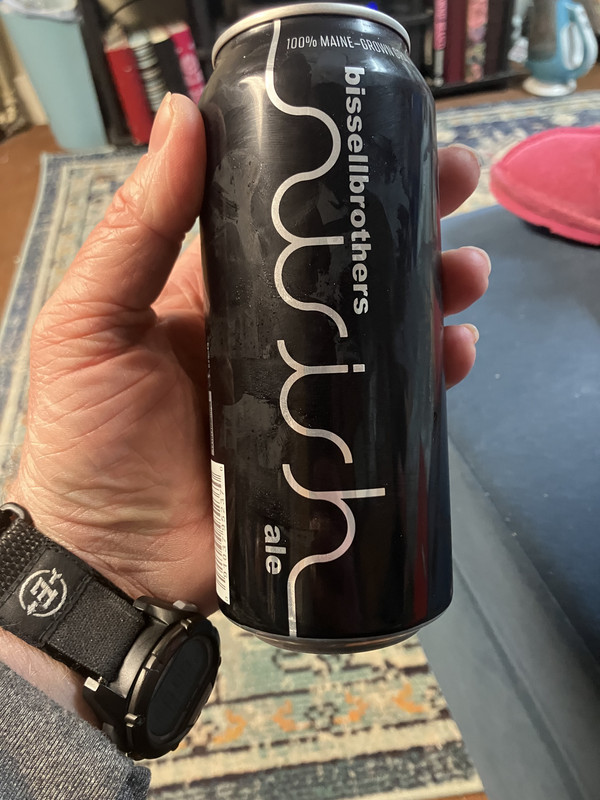 100% MAINE-GROWN
bissellbrothers
swish
ale